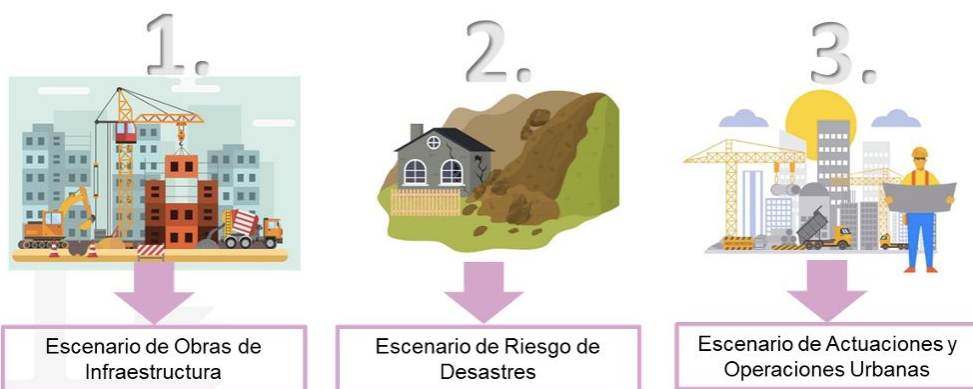 1.
2.
3.
Escenario de Obras de
Infraestructura
Escenario de Riesgo de
Desastres
Escenario de Actuaciones y
Operaciones Urbanas